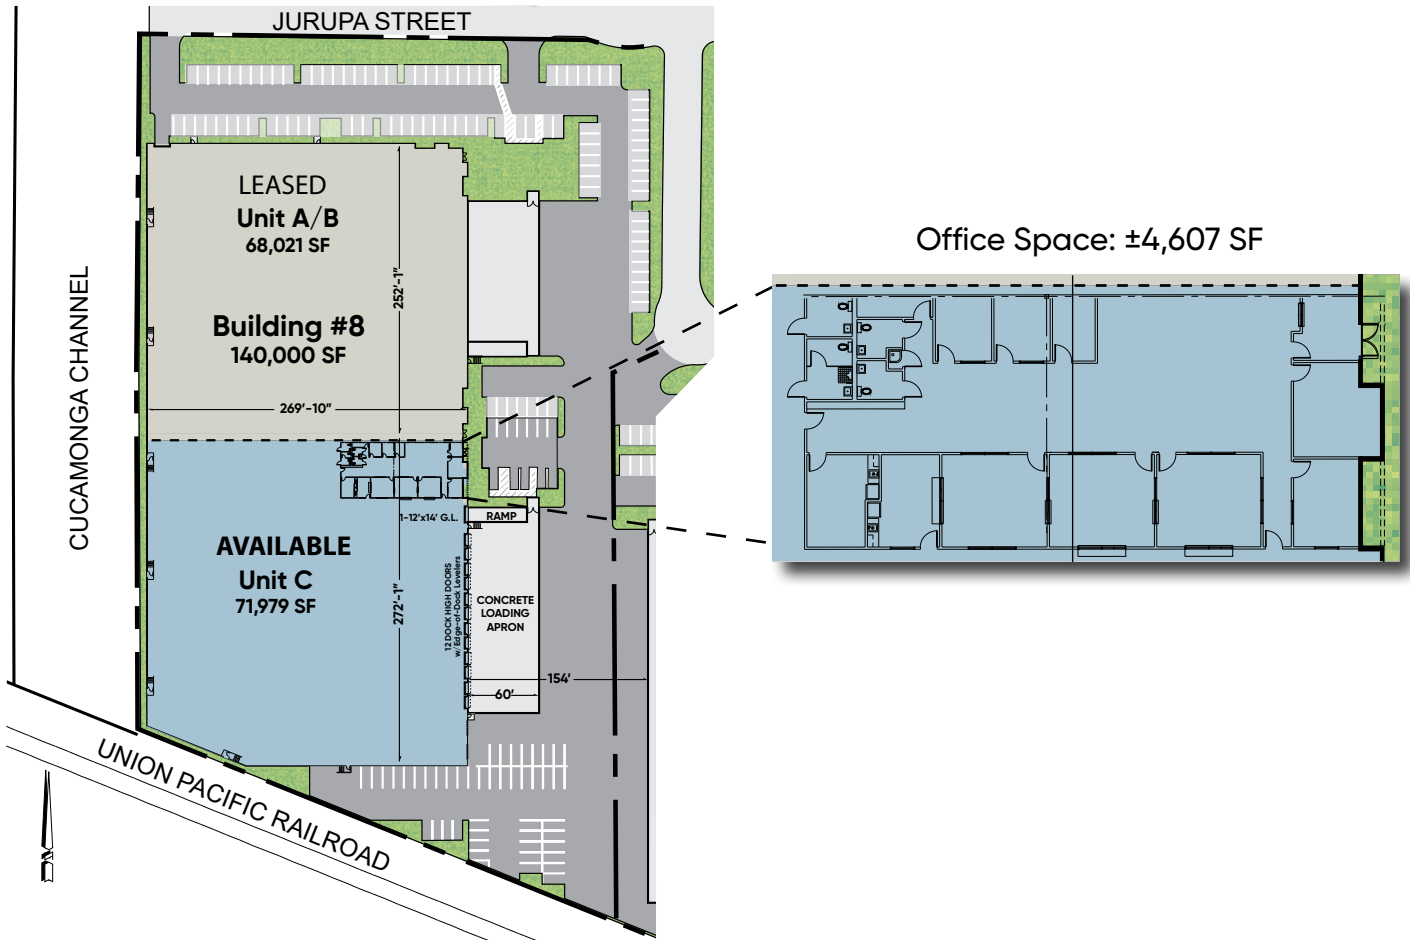 JURUPA STREET
LEASED
Unit A/B
68,021 SF
252'-1"
Building #8
140,000 SF
269'-10"
CUCAMONGA CHANNEL
AVAILABLE
Unit C
71,979 SF
1-12'x14' G.L.
RAMP
12 DOCK HIGH DOORS
w/ Edge-of-Dock Levelers
272'-1"
CONCRETE
LOADING
APRON
154'
60'
UNION PACIFIC RAILROAD
N
Office Space: ±4,607 SF